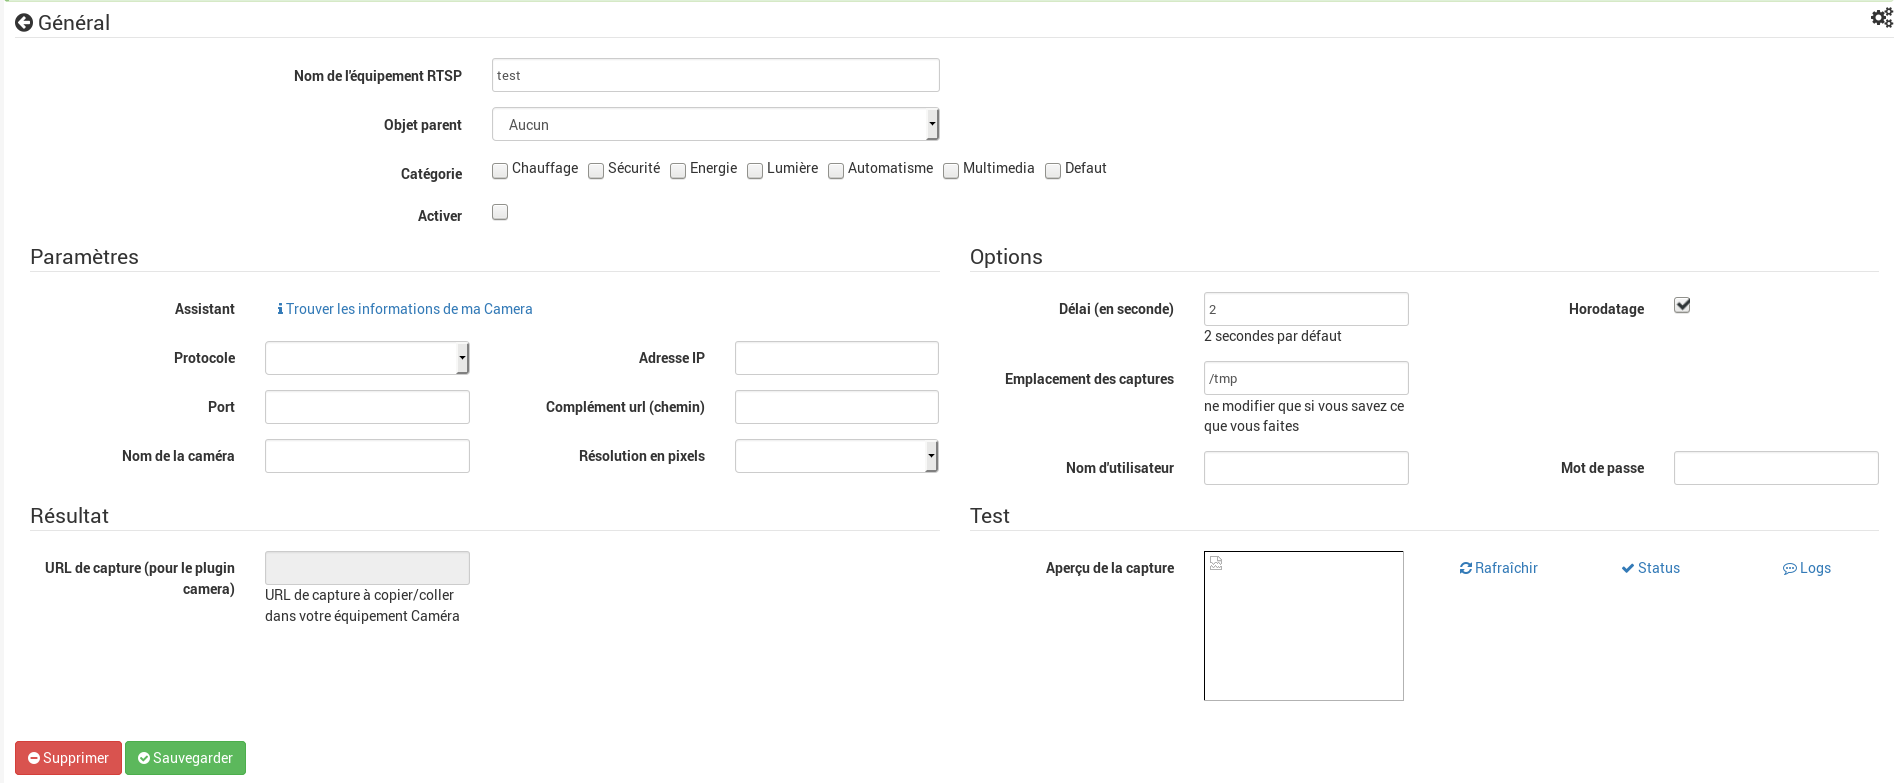 Général
Nom de l'équipement RTSP test
Objet parent Aucun
Catégorie Chauffage Sécurité Energie Lumière Automatisme Multimedia Defaut
Activer
Paramètres
Assistant Trouver les informations de ma Camera
Protocole Adresse IP
Port Complément url (chemin)
Nom de la caméra Résolution en pixels
Options
Délai (en seconde) 2 Horodatage
2 secondes par défaut
Emplacement des captures /tmp
ne modifier que si vous savez ce
que vous faites
Nom d'utilisateur Mot de passe
Résultat
URL de capture (pour le plugin
camera)
URL de capture à copier/coller
dans votre équipement Caméra
Test
Aperçu de la capture Rafraîchir Status Logs
Supprimer Sauvegarder